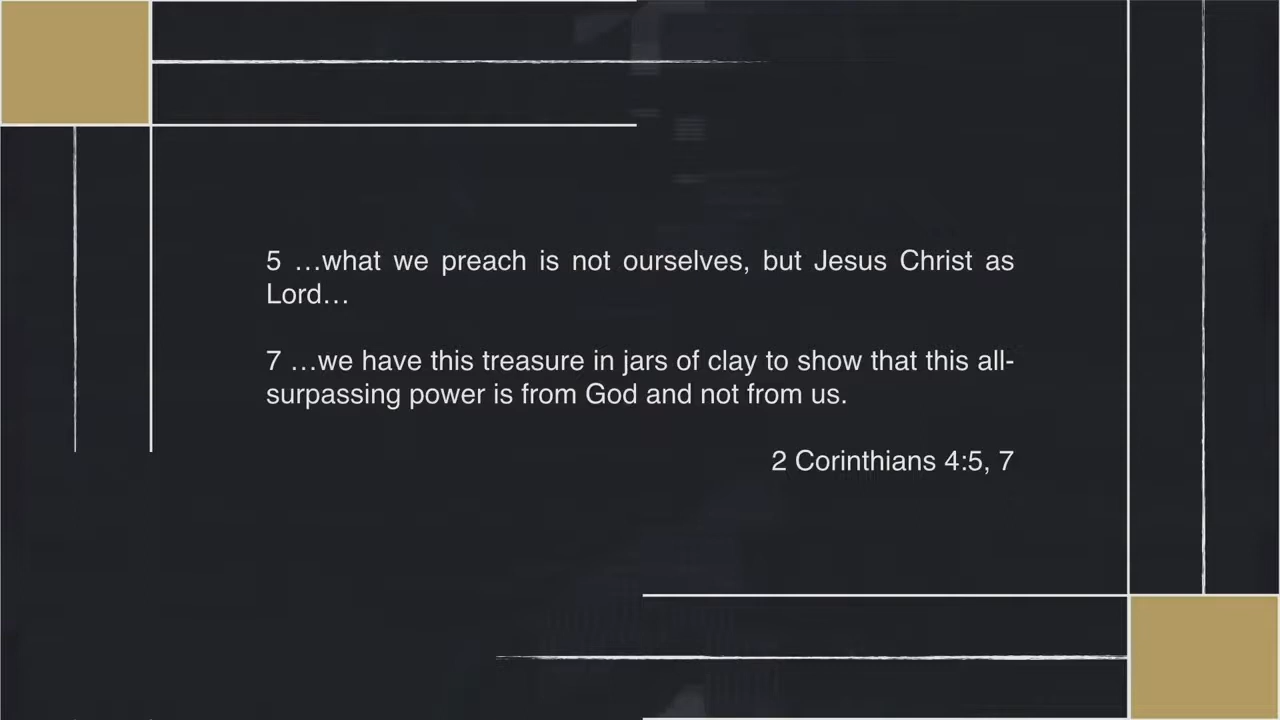 5 …what we preach is not ourselves, but Jesus Christ as
Lord…
7 …we have this treasure in jars of clay to show that this all-
surpassing power is from God and not from us.
2 Corinthians 4:5, 7